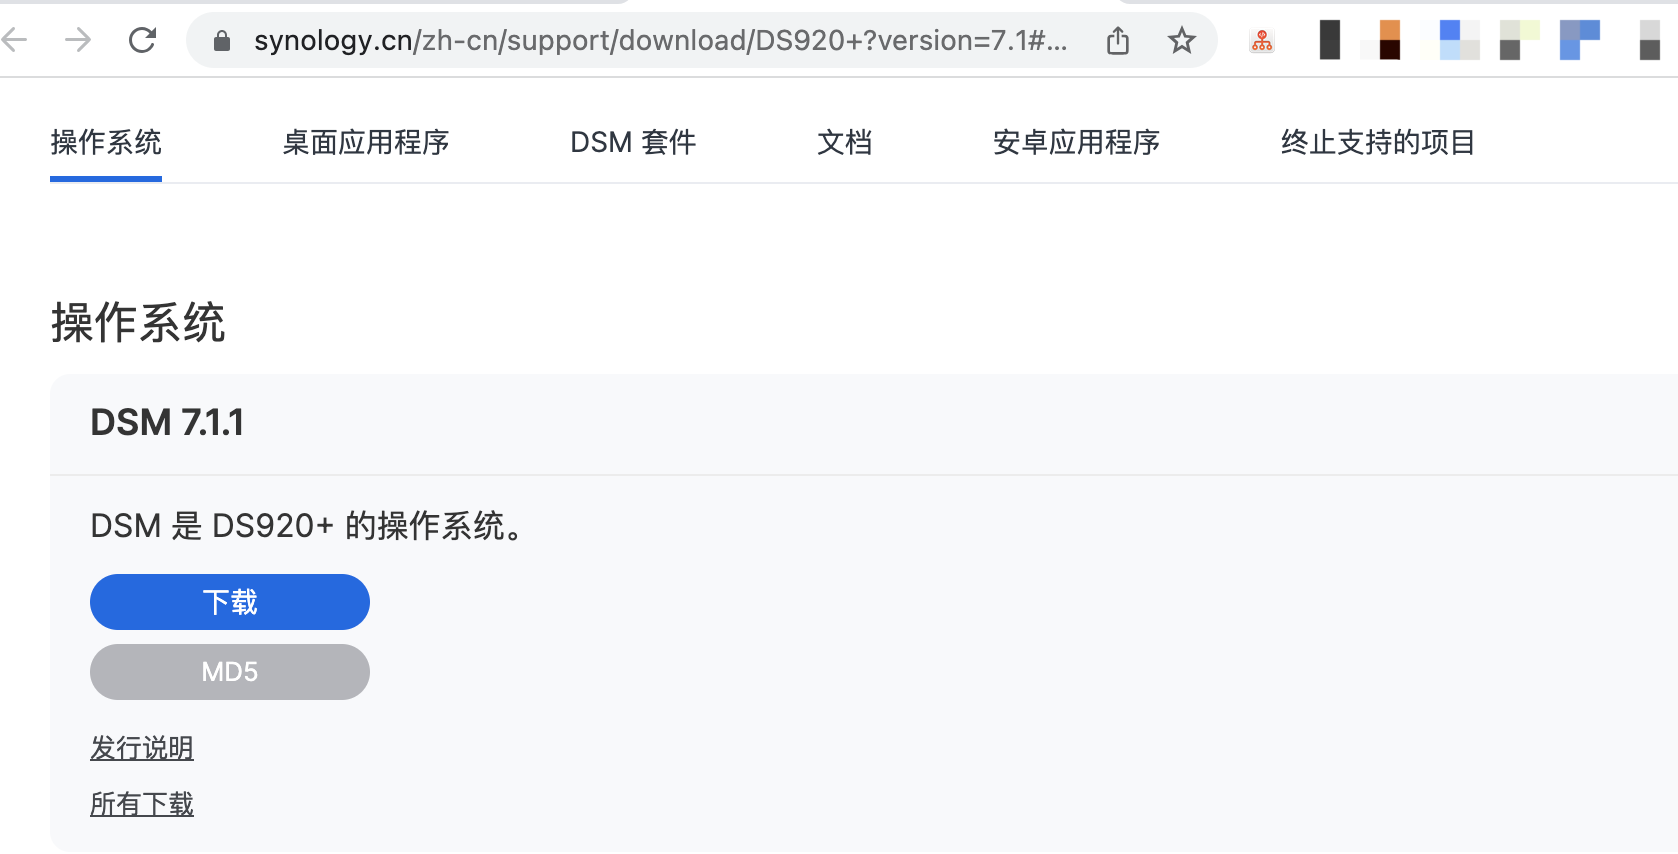 synology.cn/zh-cn/support/download/DS920+?version=7.1#...
操作系统 桌面应用程序 DSM 套件 文档 安卓应用程序 终止支持的项目
操作系统
DSM 7.1.1
DSM 是 DS920+ 的操作系统。
下载
MD5
发行说明
所有下载